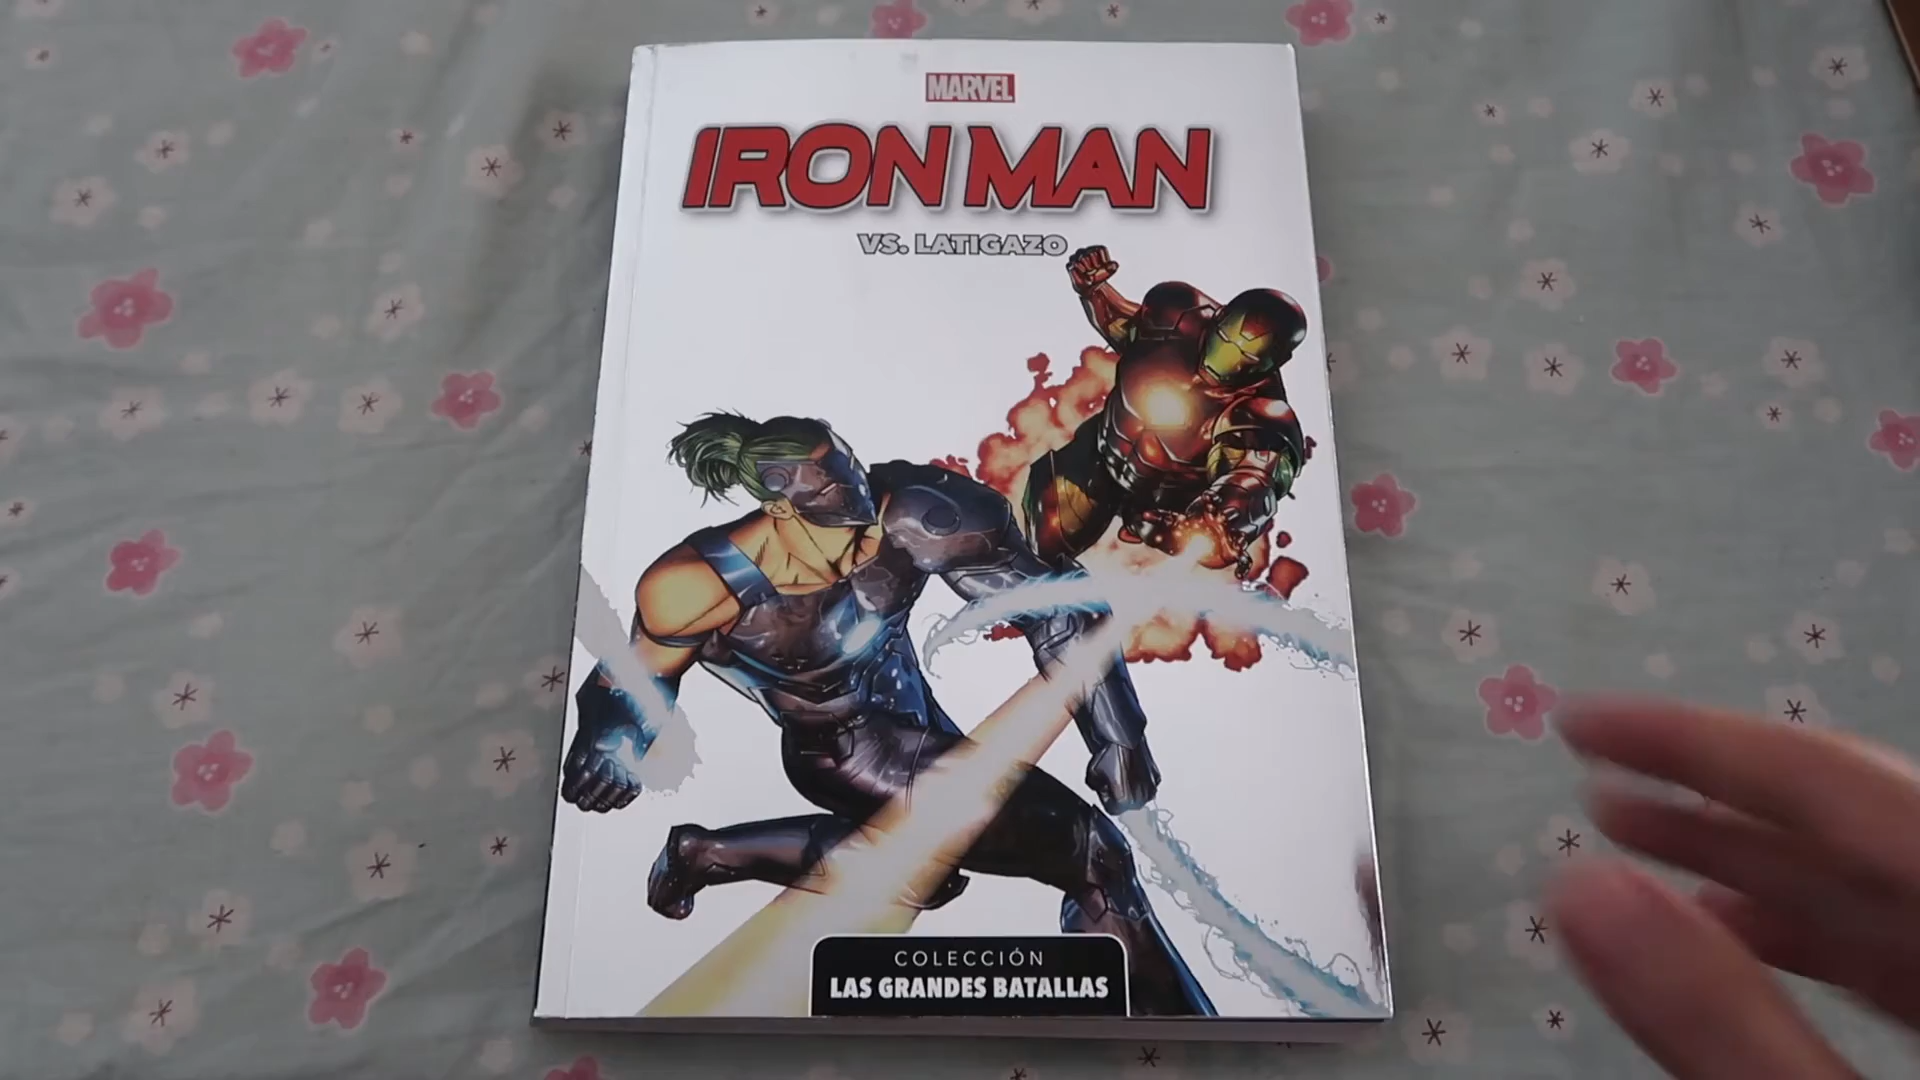 MARVEL
IRON MAN
VS. LATIGAZO
COLECCIÓN
LAS GRANDES BATALLAS